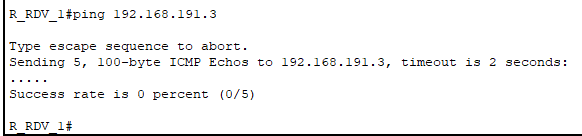 R_RDV_1#ping 192.168.191.3
Type escape sequence to abort.
Sending 5, 100-byte ICMP Echos to 192.168.191.3, timeout is 2 seconds:
.....
Success rate is 0 percent (0/5)
R_RDV_1#